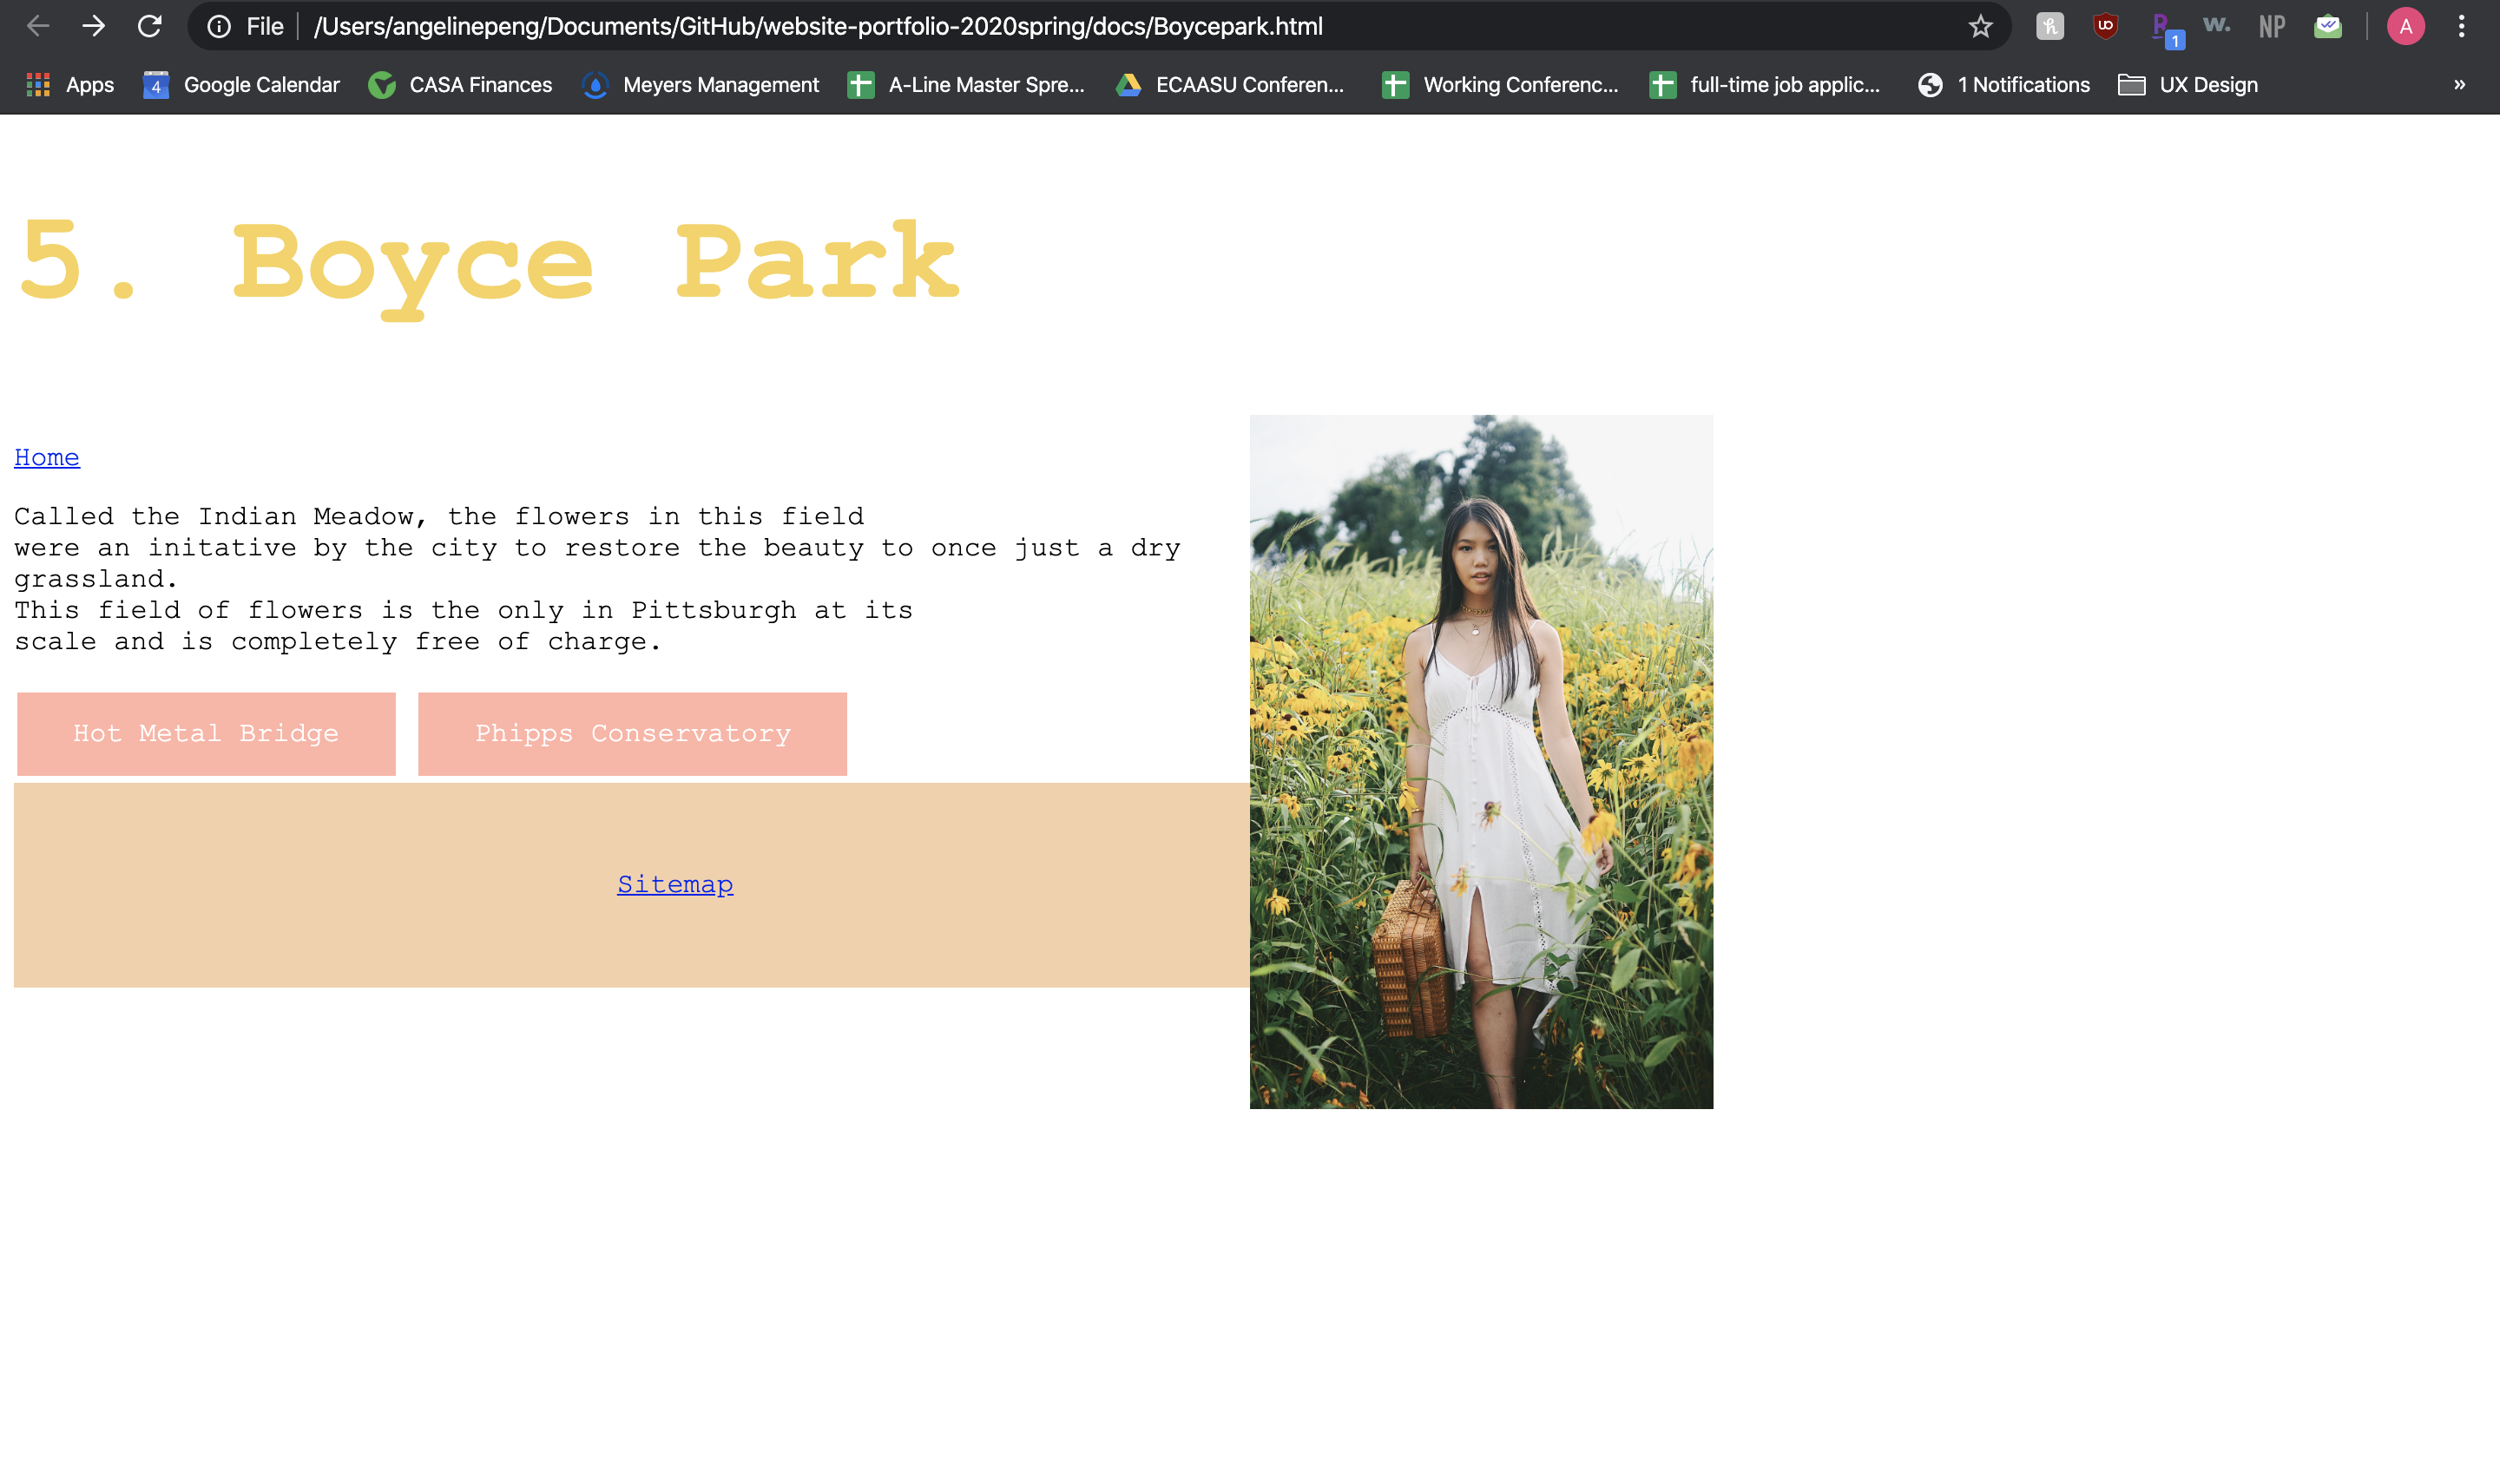 File /Users/angelinepeng/Documents/GitHub/website-portfolio-2020spring/docs/Boycepark.html
h UO R 1 w. NP A
Apps 4 Google Calendar CASA Finances Meyers Management A-Line Master Spre... ECAASU Conferen... Working Conferenc... full-time job applic... 1 Notifications UX Design »
5. Boyce Park
Home
Called the Indian Meadow, the flowers in this field
were an initative by the city to restore the beauty to once just a dry
grassland.
This field of flowers is the only in Pittsburgh at its
scale and is completely free of charge.
Hot Metal Bridge Phipps Conservatory
Sitemap